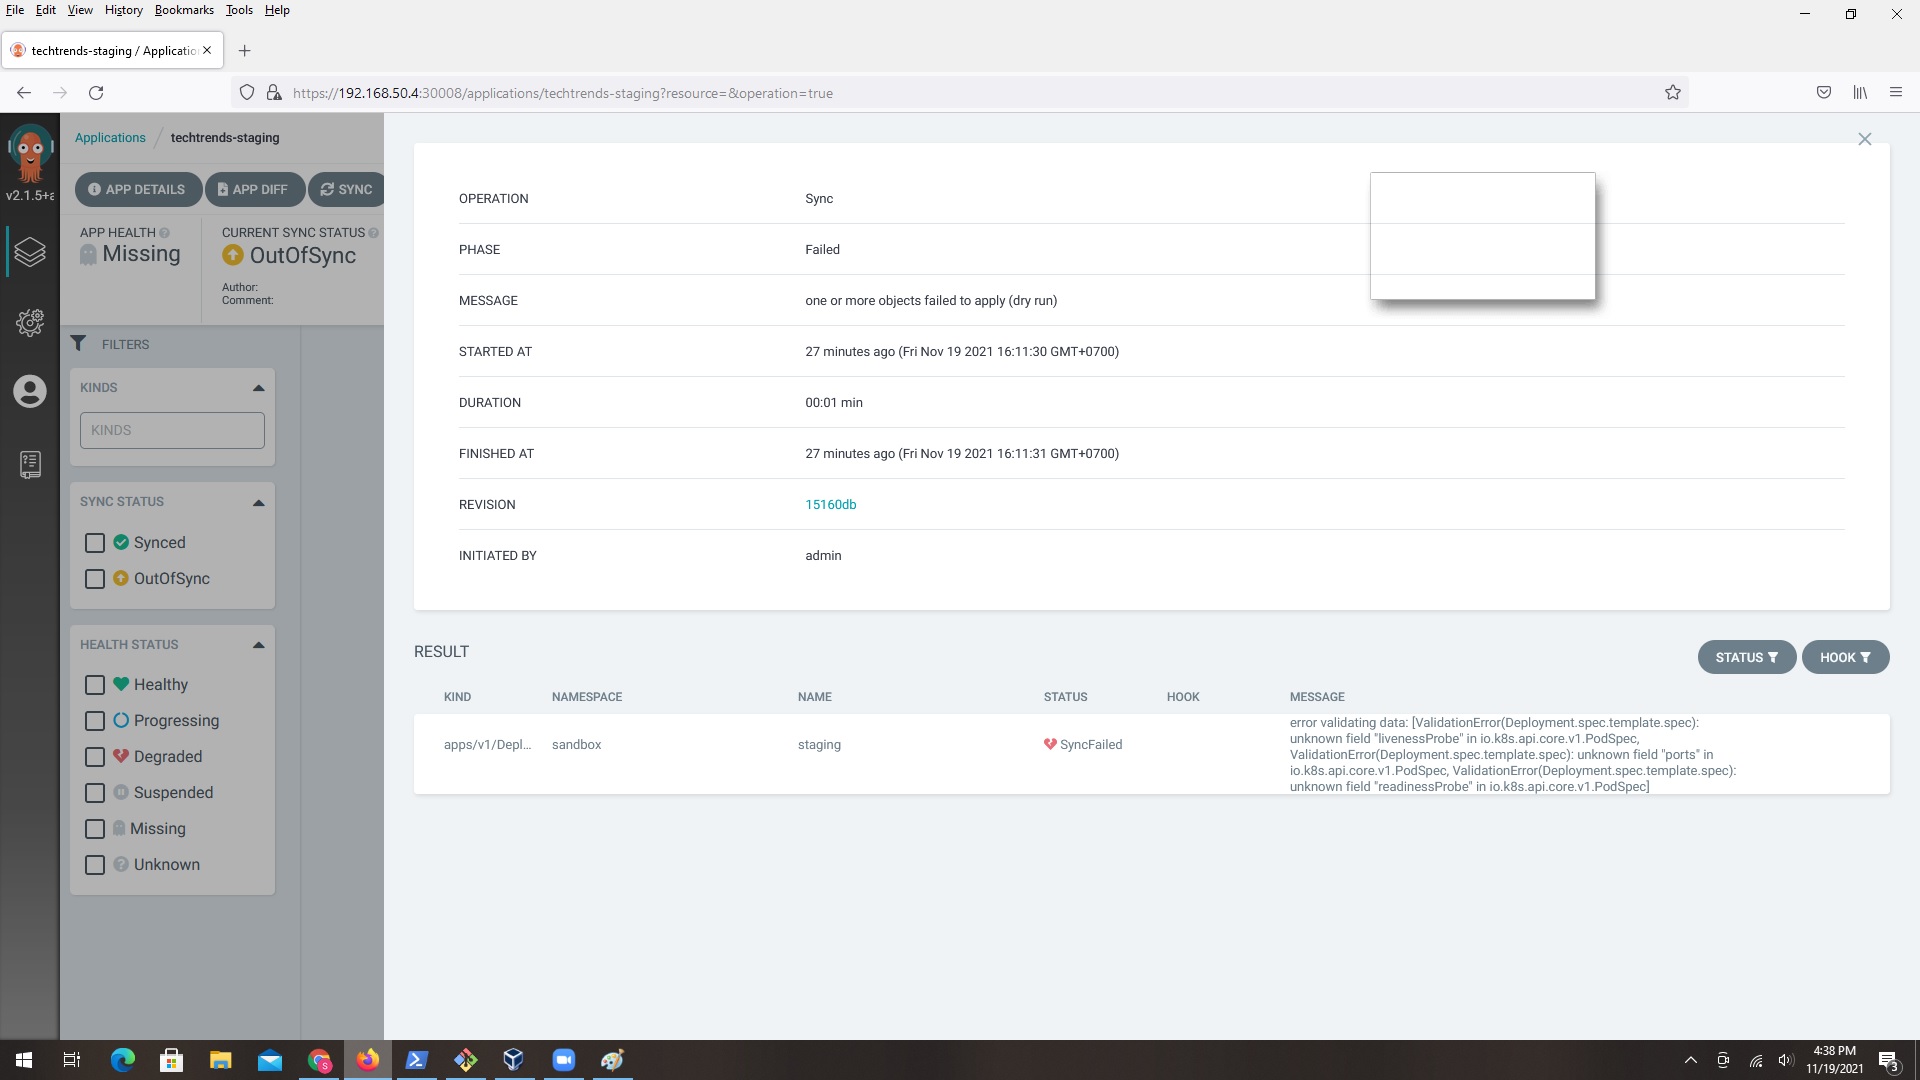 File Edit View History Bookmarks Tools Help
techtrends-staging / Applicatio
https://192.168.50.4:30008/applications/techtrends-staging?resource=&operation=true
v2.1.5+a
Applications / techtrends-staging
APP DETAILS APP DIFF SYNC
APP HEALTH
Missing
CURRENT SYNC STATUS
OutOfSync
Author:
Comment:
FILTERS
KINDS
KINDS
SYNC STATUS
Synced
OutOfSync
HEALTH STATUS
Healthy
Progressing
Degraded
Suspended
Missing
Unknown
OPERATION Sync
PHASE Failed
MESSAGE one or more objects failed to apply (dry run)
STARTED AT 27 minutes ago (Fri Nov 19 2021 16:11:30 GMT+0700)
DURATION 00:01 min
FINISHED AT 27 minutes ago (Fri Nov 19 2021 16:11:31 GMT+0700)
REVISION 15160db
INITIATED BY admin
RESULT
STATUS HOOK
KIND NAMESPACE NAME STATUS HOOK MESSAGE
apps/v1/Depl... sandbox staging SyncFailed
error validating data: [ValidationError(Deployment.spec.template.spec):
unknown field "livenessProbe" in io.k8s.api.core.v1.PodSpec,
ValidationError(Deployment.spec.template.spec): unknown field "ports" in
io.k8s.api.core.v1.PodSpec, ValidationError(Deployment.spec.template.spec):
unknown field "readinessProbe" in io.k8s.api.core.v1.PodSpec]
S
4:38 PM
11/19/2021
3